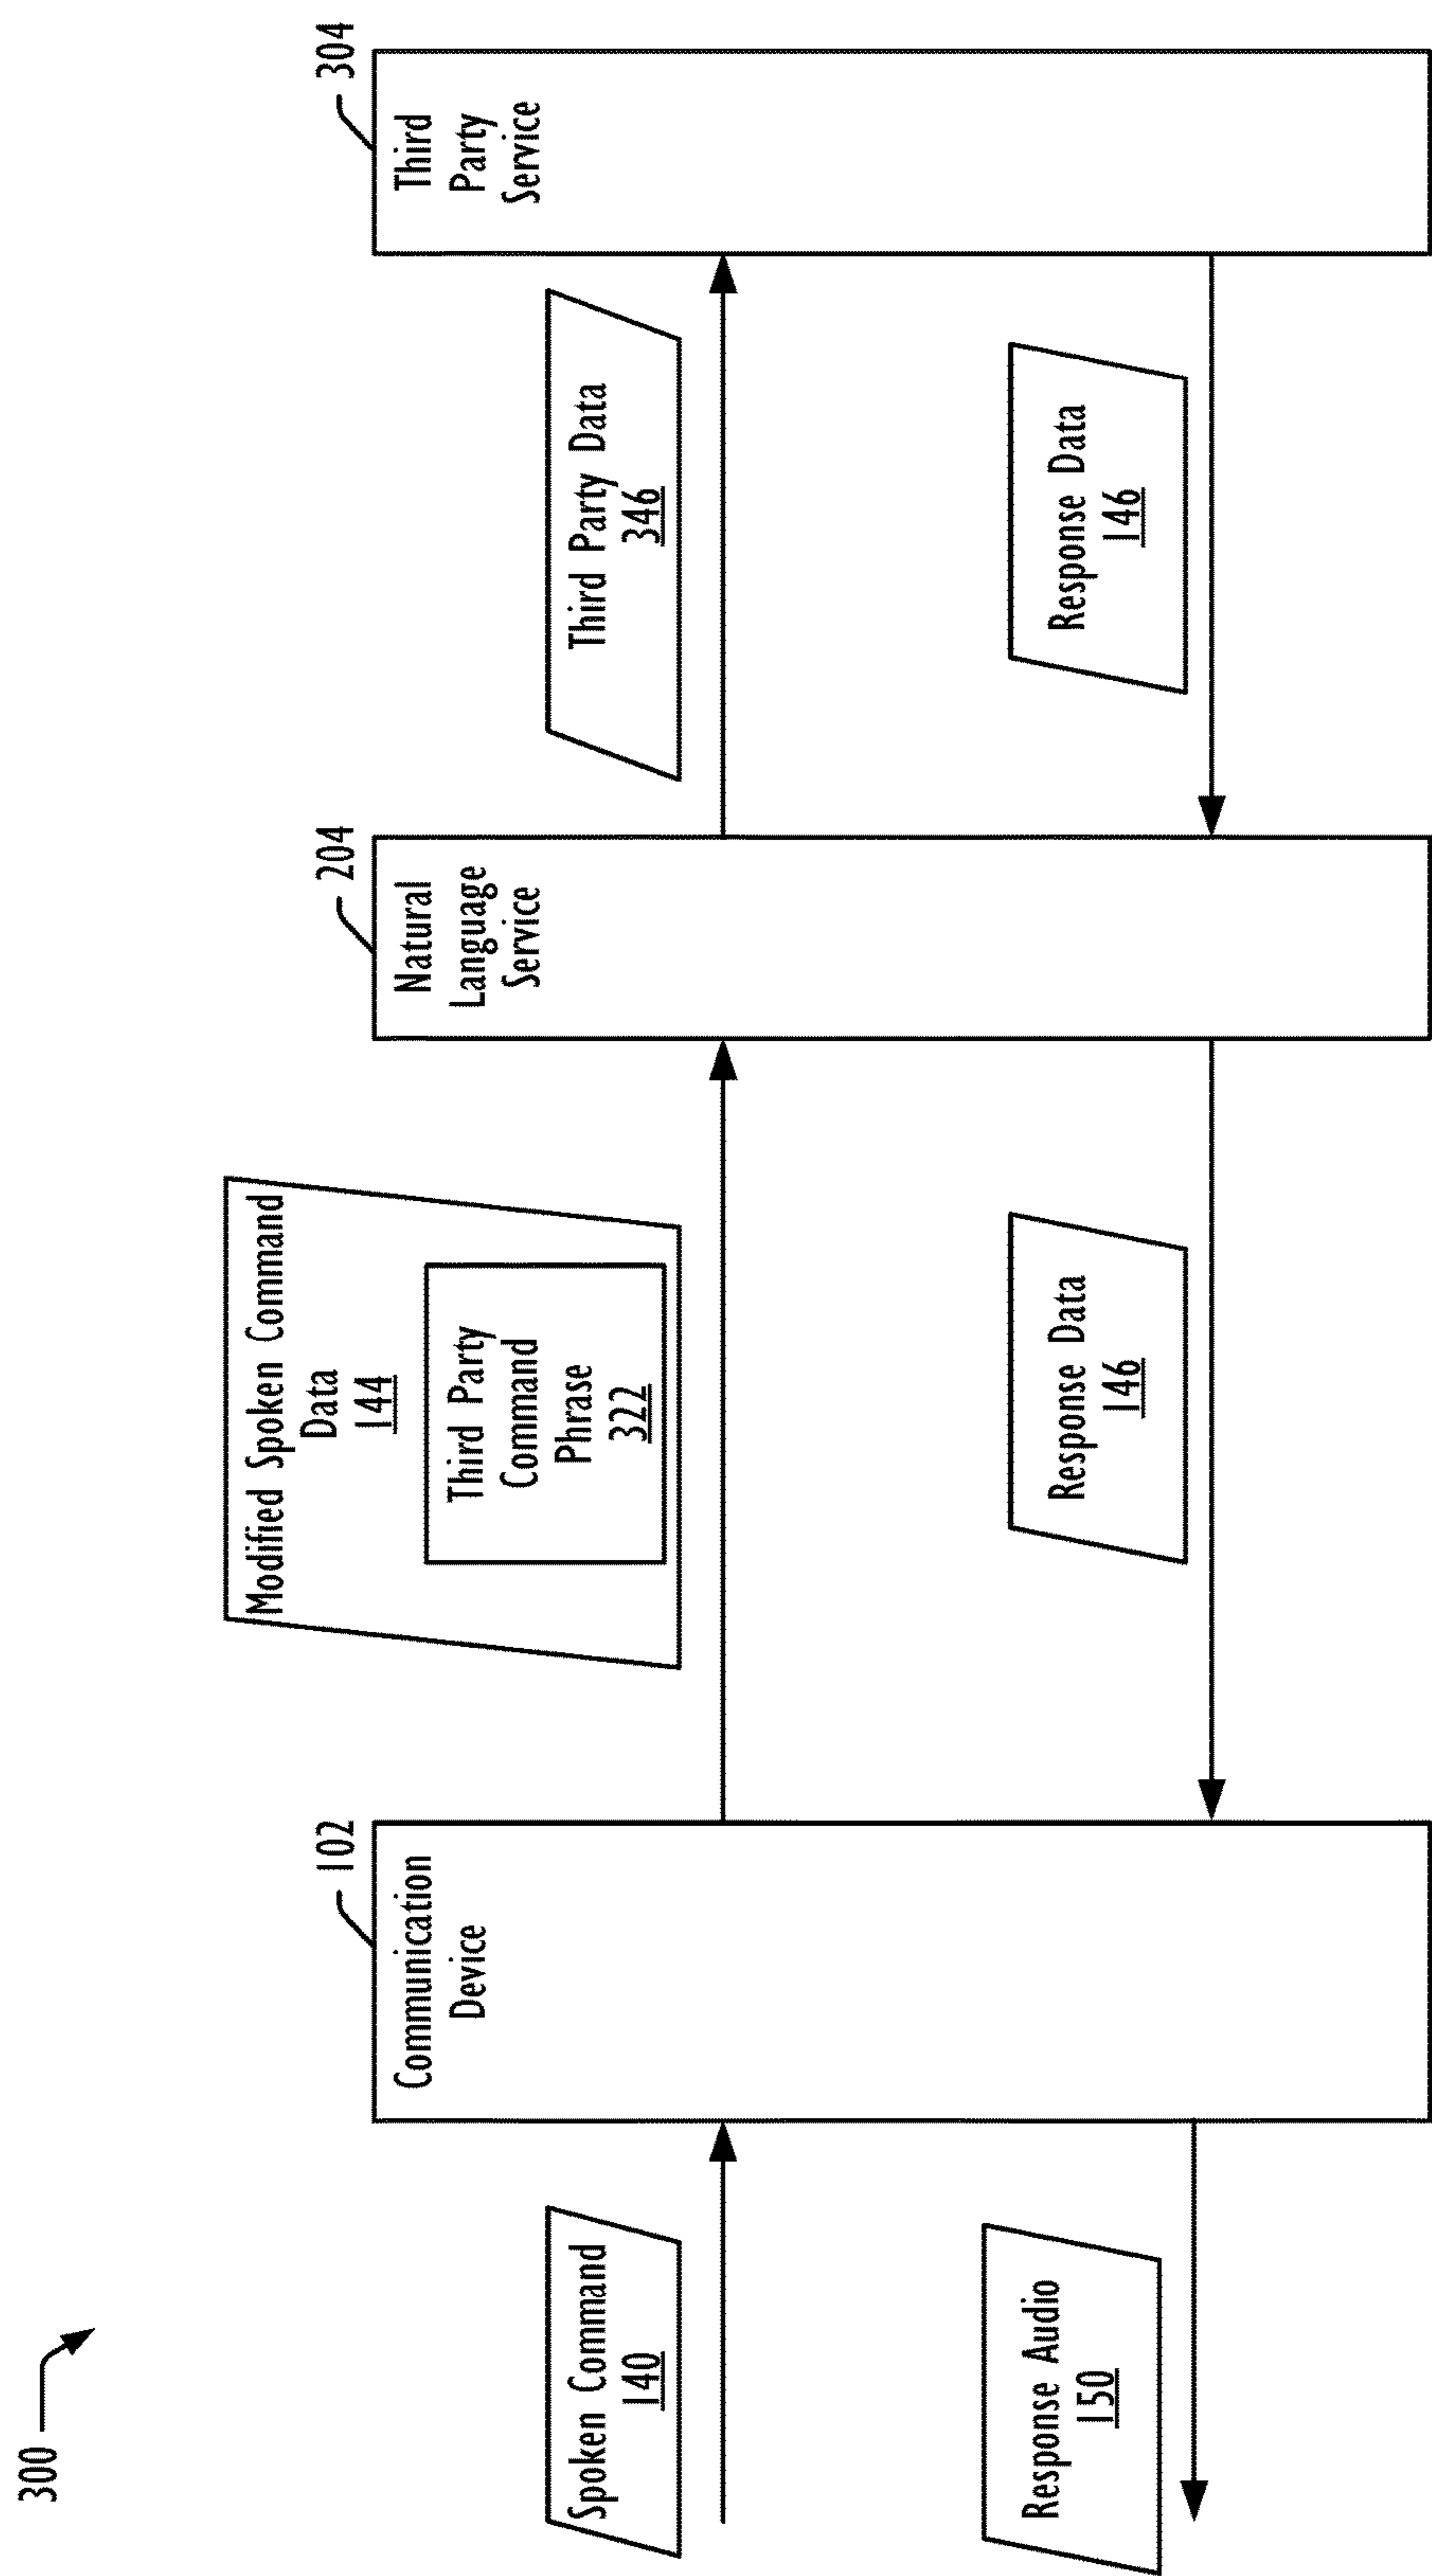 300
Spoken Command
140
Response Audio
150
102
Communication
Device
Modified Spoken Command
Data
144
Third Party
Command
Phrase
322
Response Data
146
204
Natural
Language
Service
Third Party Data
346
Response Data
146
304
Third
Party
Service